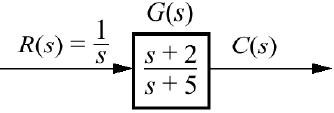 G(s)
R(s) = 1/s
s + 2
s + 5
C(s)